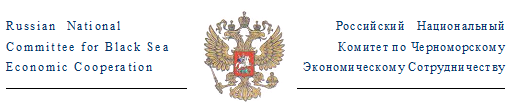 Russian National
Committee for Black Sea
Economic Cooperation
Российский Национальный
Комитет по Черноморскому
Экономическому Сотрудничеству